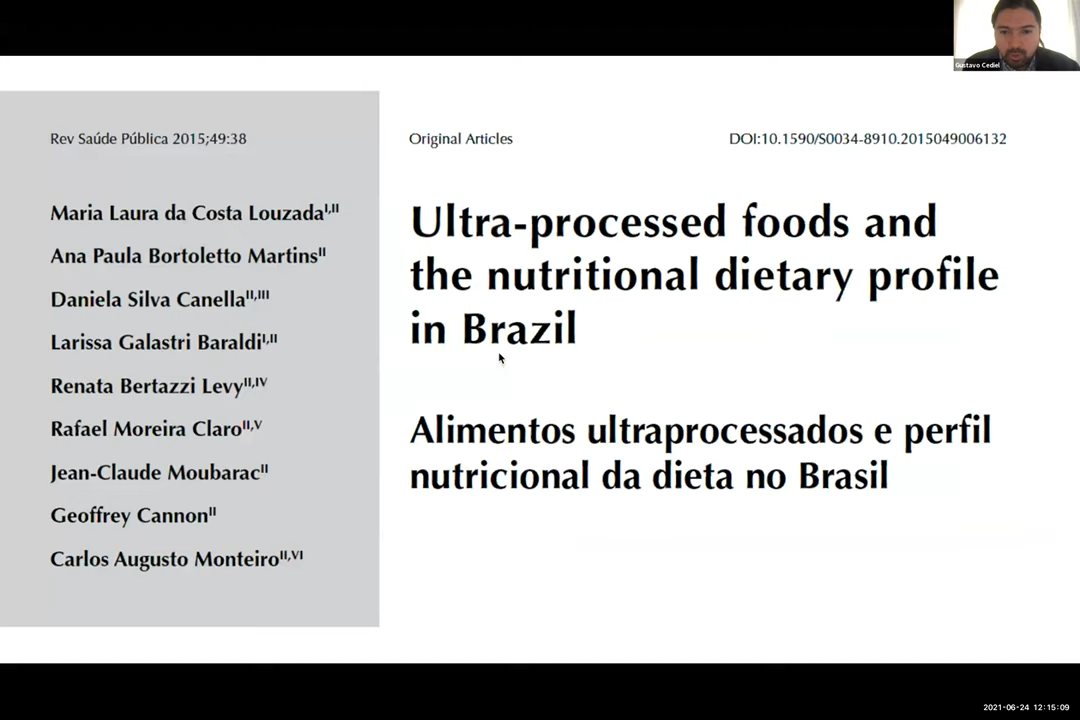 Gustavo Cediel
Rev Saúde Pública 2015;49:38
Original Articles
DOI:10.1590/S0034-8910.2015049006132
Maria Laura da Costa Louzada^I,II
Ana Paula Bortoletto Martins^II
Daniela Silva Canella^II,III
Larissa Galastri Baraldi^I,II
Renata Bertazzi Levy^II,IV
Rafael Moreira Claro^II,V
Jean-Claude Moubarac^II
Geoffrey Cannon^II
Carlos Augusto Monteiro^II,VI
Ultra-processed foods and
the nutritional dietary profile
in Brazil
Alimentos ultraprocessados e perfil
nutricional da dieta no Brasil
2021-06-24 12:15:09